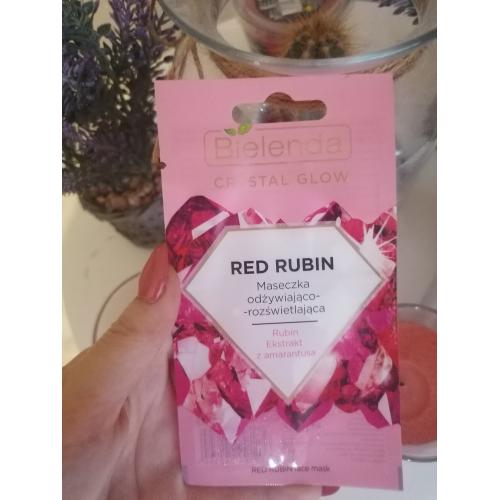 Bielenda
CRYSTAL GLOW
RED RUBIN
Maseczka
odżywiająco-
-rozświetlająca
Rubin
Ekstrakt
z amarantusa
RED RUBIN face mask